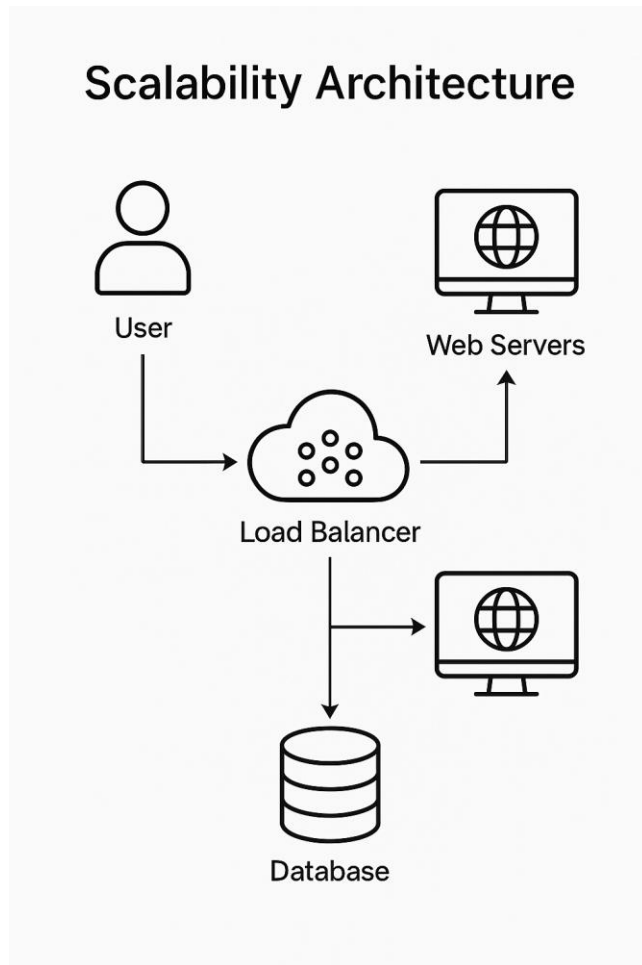 Scalability Architecture
User
Web Servers
Load Balancer
Database